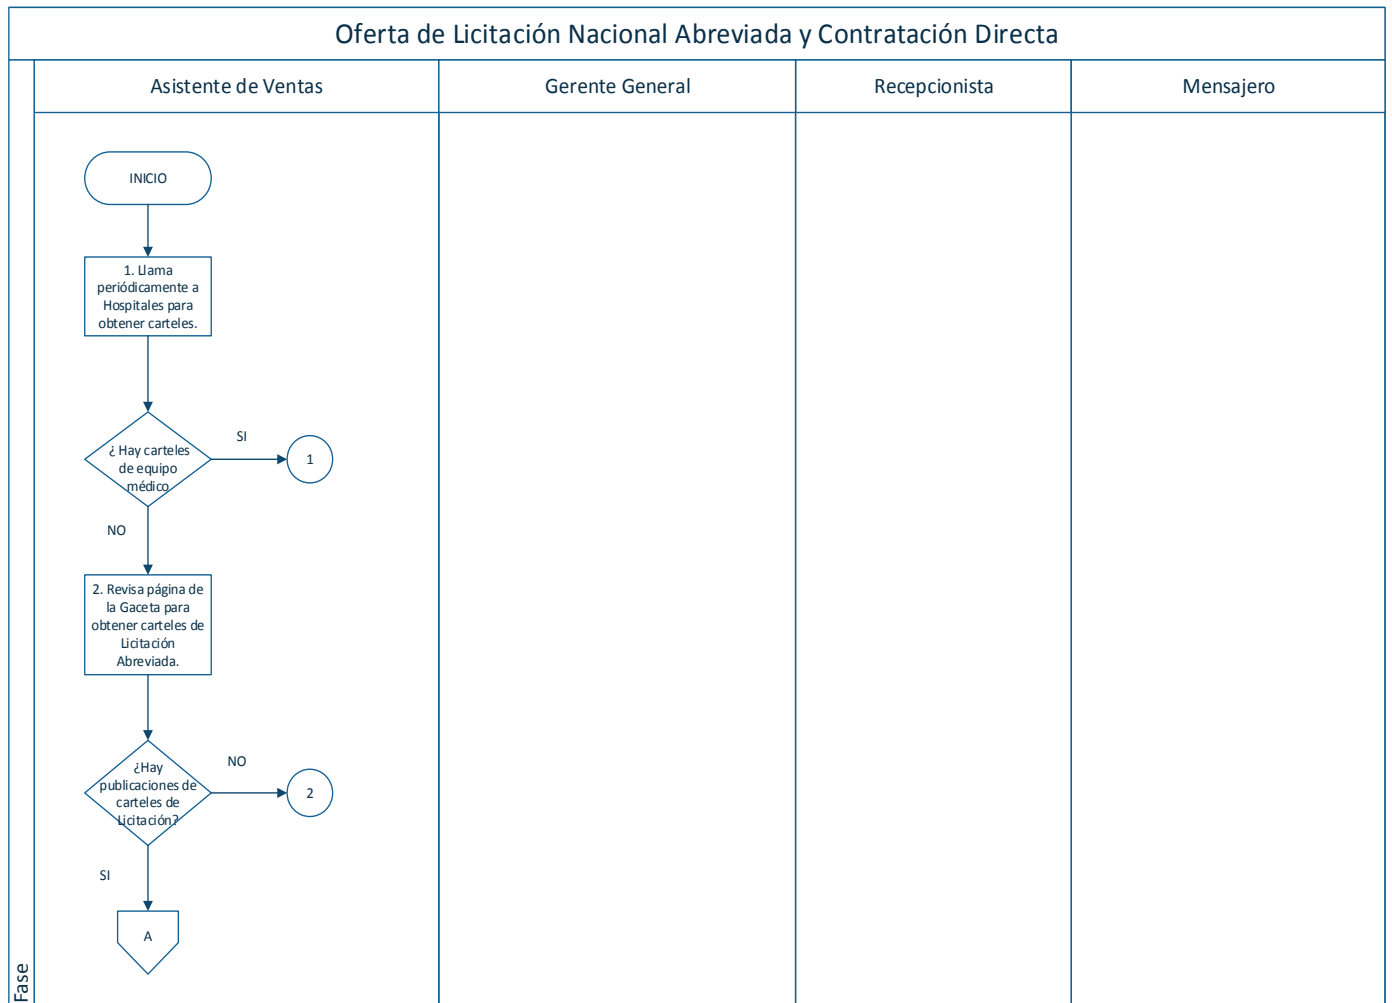 Oferta de Licitación Nacional Abreviada y Contratación Directa
Asistente de Ventas
Gerente General
Recepcionista
Mensajero
INICIO
1. Llama
periódicamente a
Hospitales para
obtener carteles.
¿ Hay carteles
de equipo
médico
SI
1
NO
2. Revisa página de
la Gaceta para
obtener carteles de
Licitación
Abreviada.
¿Hay
publicaciones de
carteles de
Licitación?
NO
2
SI
A
Fase